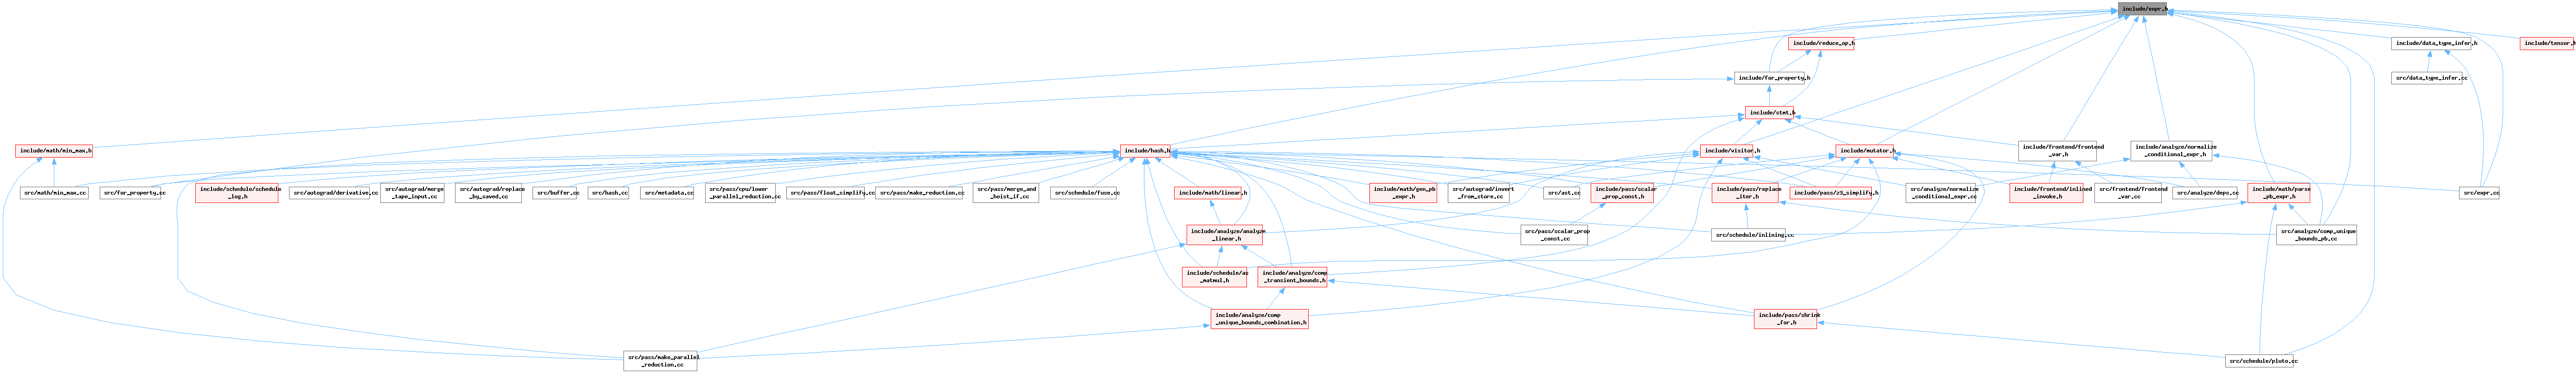 include/expr.h
include/reduce_op.h
include/data_type_infer.h
include/tensor.h
include/for_property.h
src/data_type_infer.cc
include/stmt.h
include/math/min_max.h
include/hash.h
include/visitor.h
include/mutator.h
include/frontend/frontend
_var.h
include/analyze/normalize
_conditional_expr.h
src/math/min_max.cc
src/for_property.cc
include/schedule/schedule
_log.h
src/autograd/derivative.cc
src/autograd/merge
_tape_input.cc
src/autograd/replace
_by_saved.cc
src/buffer.cc
src/hash.cc
src/metadata.cc
src/pass/cpu/lower
_parallel_reduction.cc
src/pass/float_simplify.cc
src/pass/make_reduction.cc
src/pass/merge_and
_hoist_if.cc
src/schedule/fuse.cc
include/math/linear.h
include/math/gen_pb
_expr.h
src/autograd/invert
_from_store.cc
src/ast.cc
include/pass/scalar
_prop_const.h
include/pass/replace
_iter.h
include/pass/z3_simplify.h
src/analyze/normalize
_conditional_expr.cc
include/frontend/inlined
_invoke.h
src/frontend/frontend
_var.cc
src/analyze/deps.cc
include/math/parse
_pb_expr.h
src/expr.cc
include/analyze/analyze
_linear.h
src/pass/scalar_prop
_const.cc
src/schedule/inlining.cc
src/analyze/comp_unique
_bounds_pb.cc
include/schedule/as
_matmul.h
include/analyze/comp
_transient_bounds.h
include/analyze/comp
_unique_bounds_combination.h
include/pass/shrink
_for.h
src/pass/make_parallel
_reduction.cc
src/schedule/pluto.cc